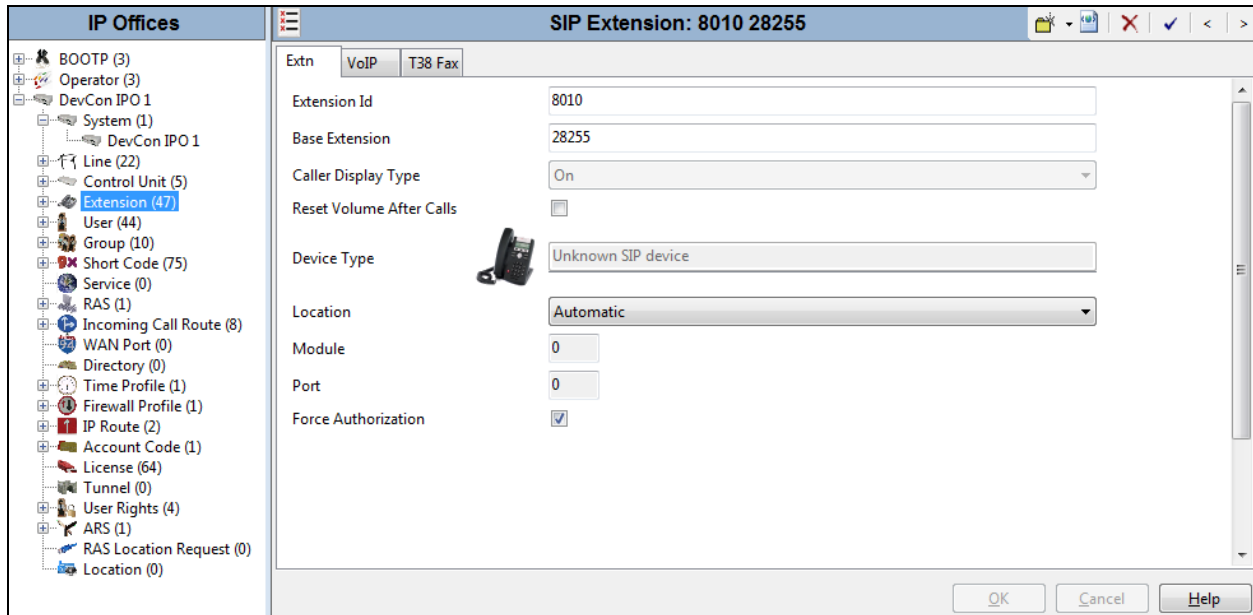 IP Offices
BOOTP (3)
Operator (3)
DevCon IPO 1
System (1)
DevCon IPO 1
Line (22)
Control Unit (5)
Extension (47)
User (44)
Group (10)
Short Code (75)
Service (0)
RAS (1)
Incoming Call Route (8)
WAN Port (0)
Directory (0)
Time Profile (1)
Firewall Profile (1)
IP Route (2)
Account Code (1)
License (64)
Tunnel (0)
User Rights (4)
ARS (1)
RAS Location Request (0)
Location (0)
SIP Extension: 8010 28255
Extn VoIP T38 Fax
Extension Id 8010
Base Extension 28255
Caller Display Type On
Reset Volume After Calls
Device Type Unknown SIP device
Location Automatic
Module 0
Port 0
Force Authorization
OK Cancel Help